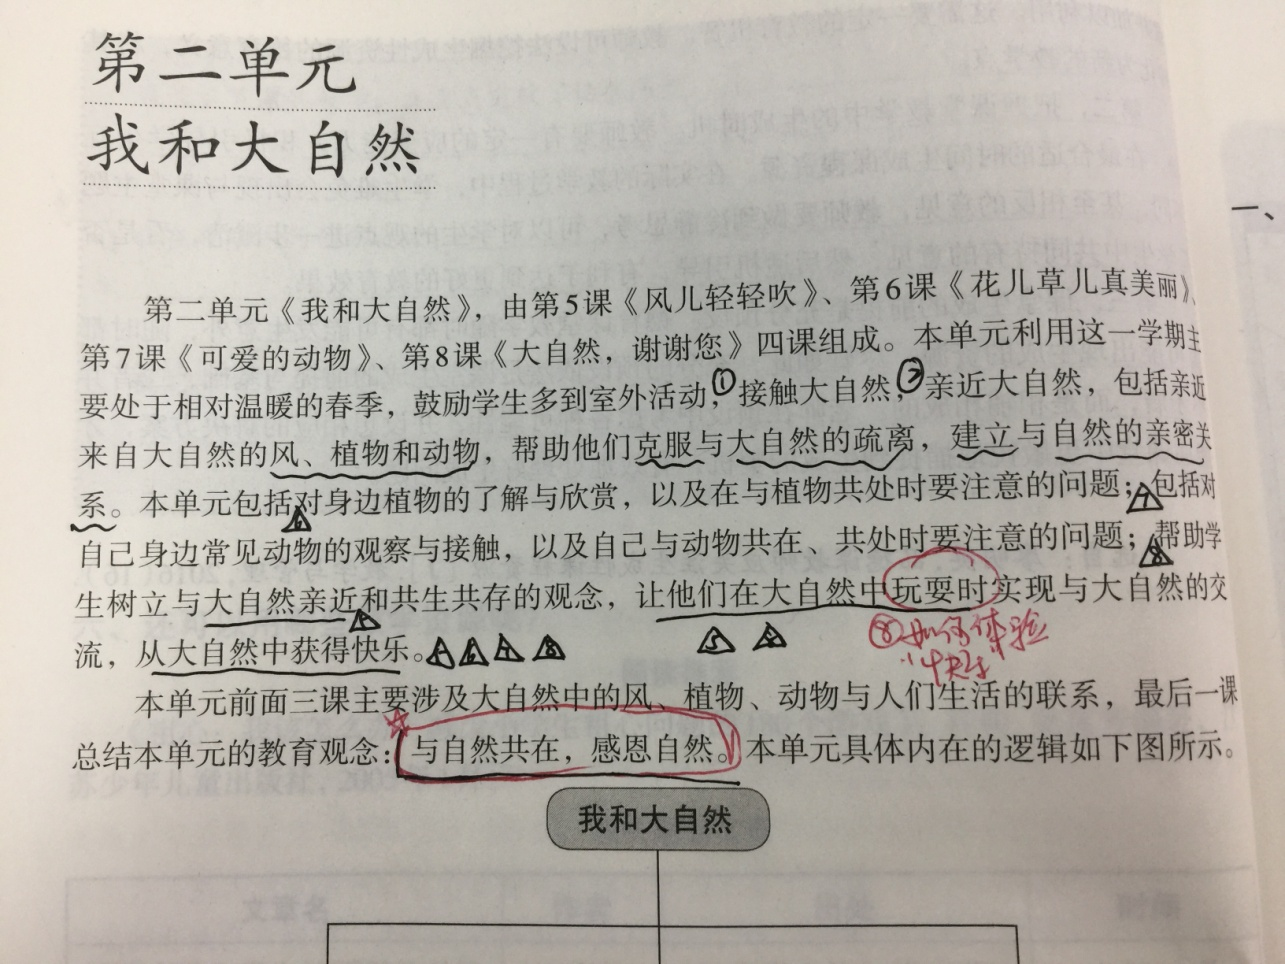 第二单元
我和大自然
一、
第二单元《我和大自然》，由第5课《风儿轻轻吹》、第6课《花儿草儿真美丽》、
第7课《可爱的动物》、第8课《大自然，谢谢您》四课组成。本单元利用这一学期主
要处于相对温暖的春季，鼓励学生多到室外活动，①接触大自然，②亲近大自然，包括亲近
来自大自然的风、植物和动物，帮助他们克服与大自然的疏离，建立与自然的亲密关
系。本单元包括对身边植物的了解与欣赏，以及在与植物共处时要注意的问题；包括对
6 7
自己身边常见动物的观察与接触，以及自己与动物共在、共处时要注意的问题；帮助学
8
生树立与大自然亲近和共生共存的观念，让他们在大自然中玩耍时实现与大自然的交
5 ⑧如何体验
流，从大自然中获得快乐。6 7 8
"快乐
本单元前面三课主要涉及大自然中的风、植物、动物与人们生活的联系，最后一课
总结本单元的教育观念：与自然共在，感恩自然。本单元具体内在的逻辑如下图所示。
我和大自然